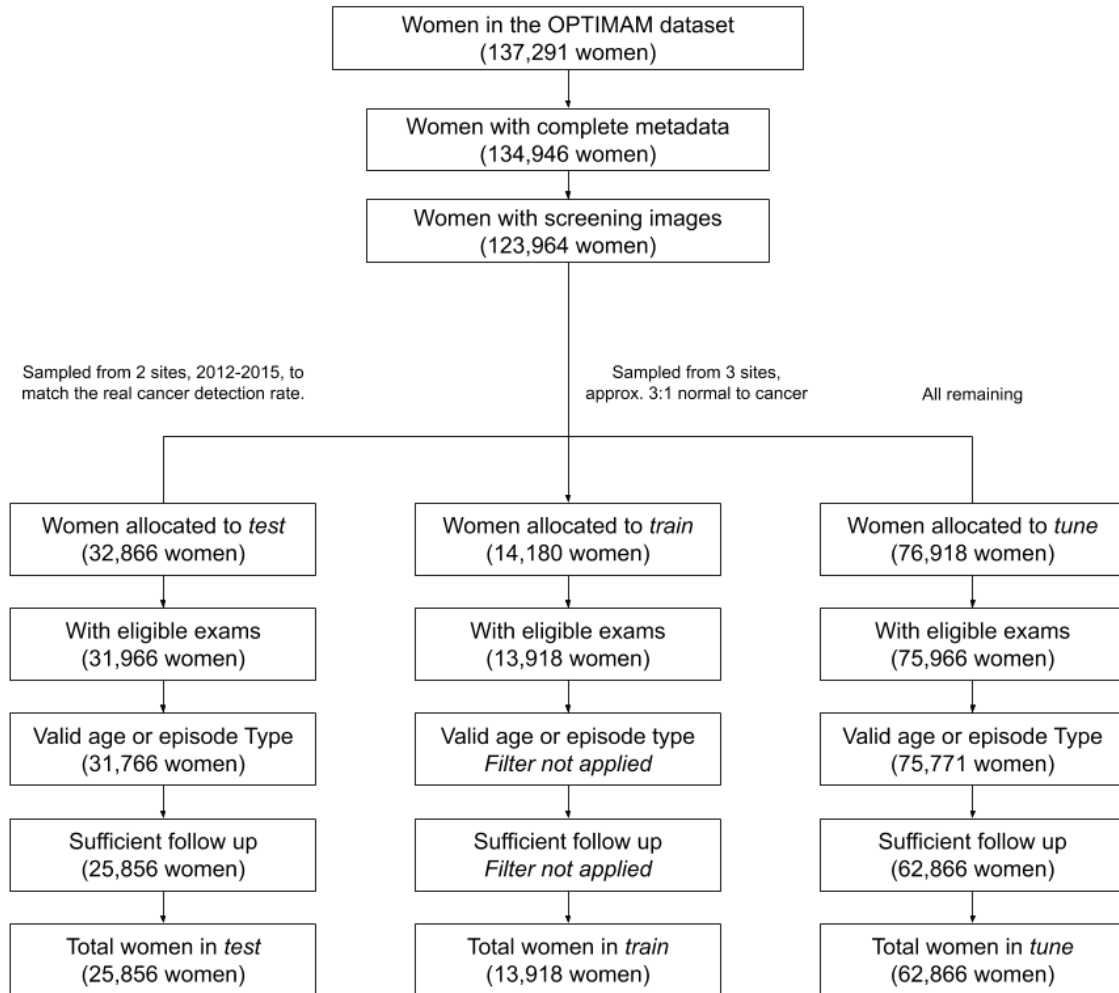 Women in the OPTIMAM dataset
(137,291 women)
Women with complete metadata
(134,946 women)
Women with screening images
(123,964 women)
Sampled from 2 sites, 2012-2015, to
match the real cancer detection rate.
Sampled from 3 sites,
approx. 3:1 normal to cancer
All remaining
Women allocated to test
(32,866 women)
With eligible exams
(31,966 women)
Valid age or episode Type
(31,766 women)
Sufficient follow up
(25,856 women)
Total women in test
(25,856 women)
Women allocated to train
(14,180 women)
With eligible exams
(13,918 women)
Valid age or episode type
Filter not applied
Sufficient follow up
Filter not applied
Total women in train
(13,918 women)
Women allocated to tune
(76,918 women)
With eligible exams
(75,966 women)
Valid age or episode Type
(75,771 women)
Sufficient follow up
(62,866 women)
Total women in tune
(62,866 women)